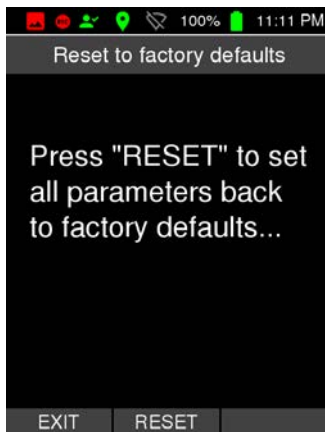 100% 11:11 PM
Reset to factory defaults
Press "RESET" to set
all parameters back
to factory defaults...
EXIT RESET